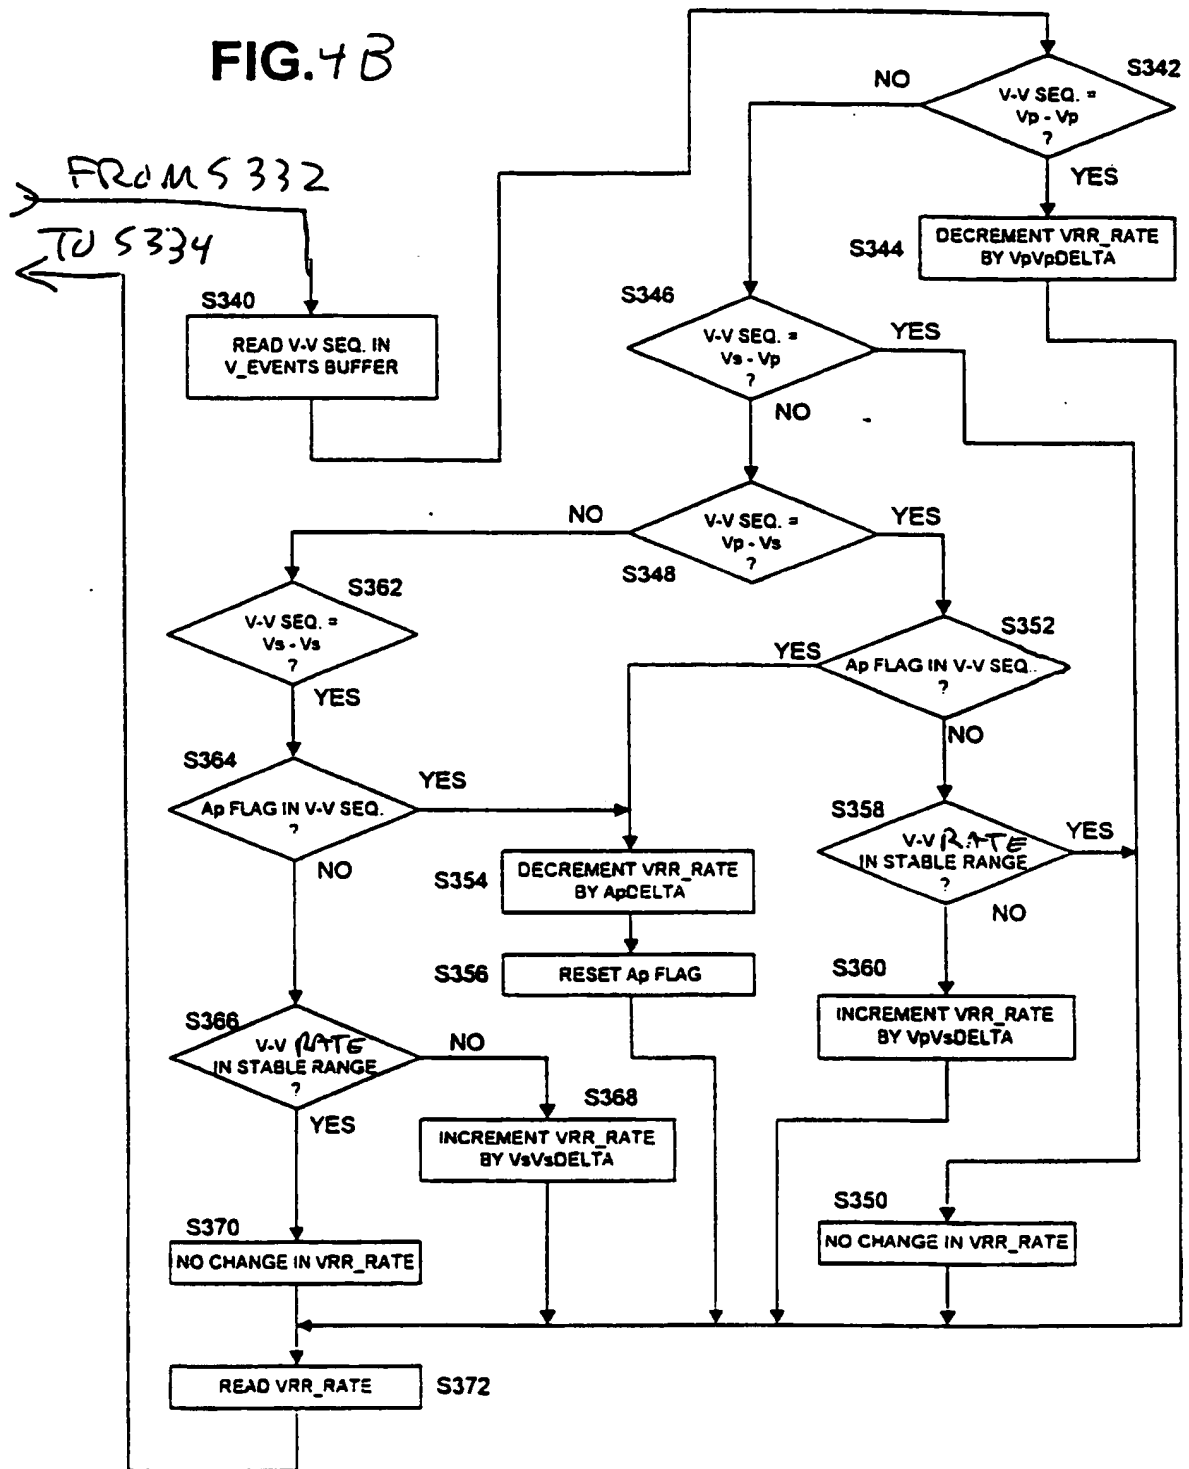 FIG. 4B
S342
NO
V-V SEQ. =
Vp - Vp
?
YES
FROM S332
TO S334
S344
DECREMENT VRR_RATE
BY VpVpDELTA
S340
READ V-V SEQ. IN
V_EVENTS BUFFER
S346
V-V SEQ. =
Vs - Vp
?
YES
NO
NO
V-V SEQ. =
Vp - Vs
?
YES
S348
S362
V-V SEQ. =
Vs - Vs
?
YES
S352
YES
Ap FLAG IN V-V SEQ.
?
NO
S364
Ap FLAG IN V-V SEQ.
?
YES
NO
S358
V-V RATE
IN STABLE RANGE
?
YES
NO
S354
DECREMENT VRR_RATE
BY ApDELTA
S356
RESET Ap FLAG
S360
INCREMENT VRR_RATE
BY VpVsDELTA
S366
V-V RATE
IN STABLE RANGE
?
NO
YES
S368
INCREMENT VRR_RATE
BY VsVsDELTA
S370
NO CHANGE IN VRR_RATE
S350
NO CHANGE IN VRR_RATE
READ VRR_RATE
S372